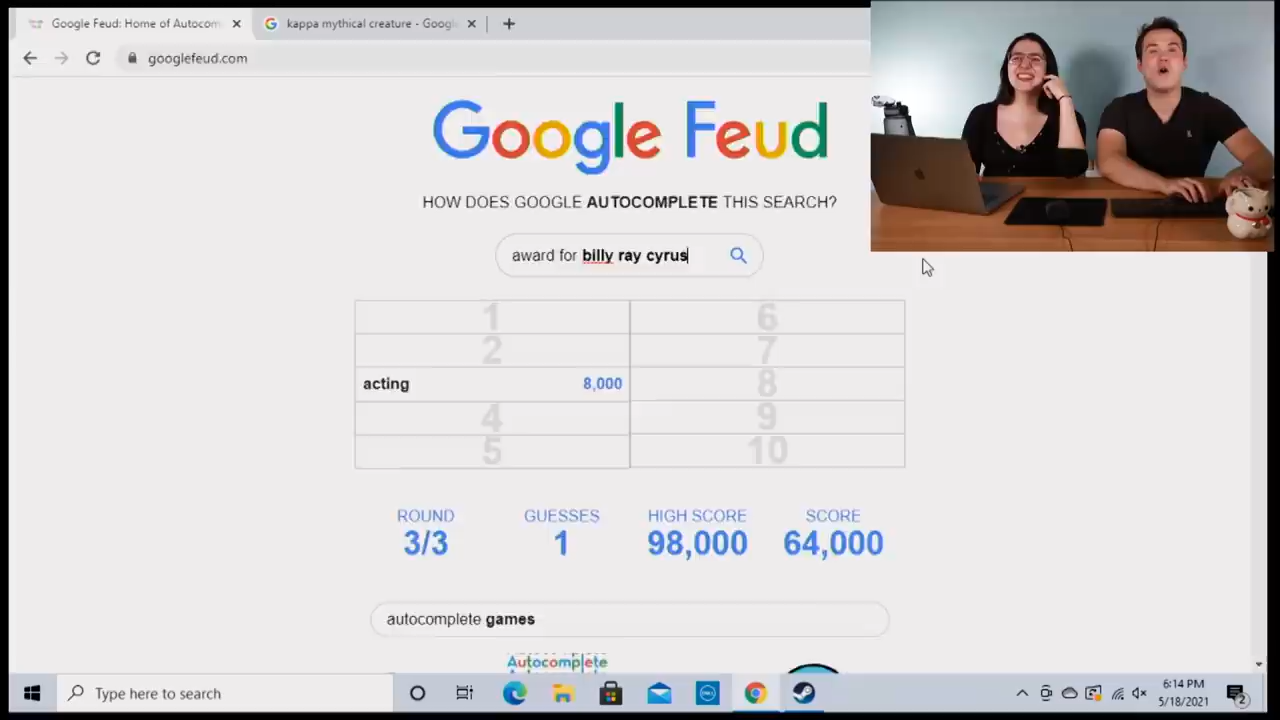 Google Feud: Home of Autocom
kappa mythical creature - Googl
googlefeud.com
Google Feud
HOW DOES GOOGLE AUTOCOMPLETE THIS SEARCH?
award for billy ray cyrus
1
6
2
7
acting 8,000
8
4
9
5
10
ROUND GUESSES HIGH SCORE SCORE
3/3 1 98,000 64,000
autocomplete games
Autocomplete
Type here to search
6:14 PM
5/18/2021
2